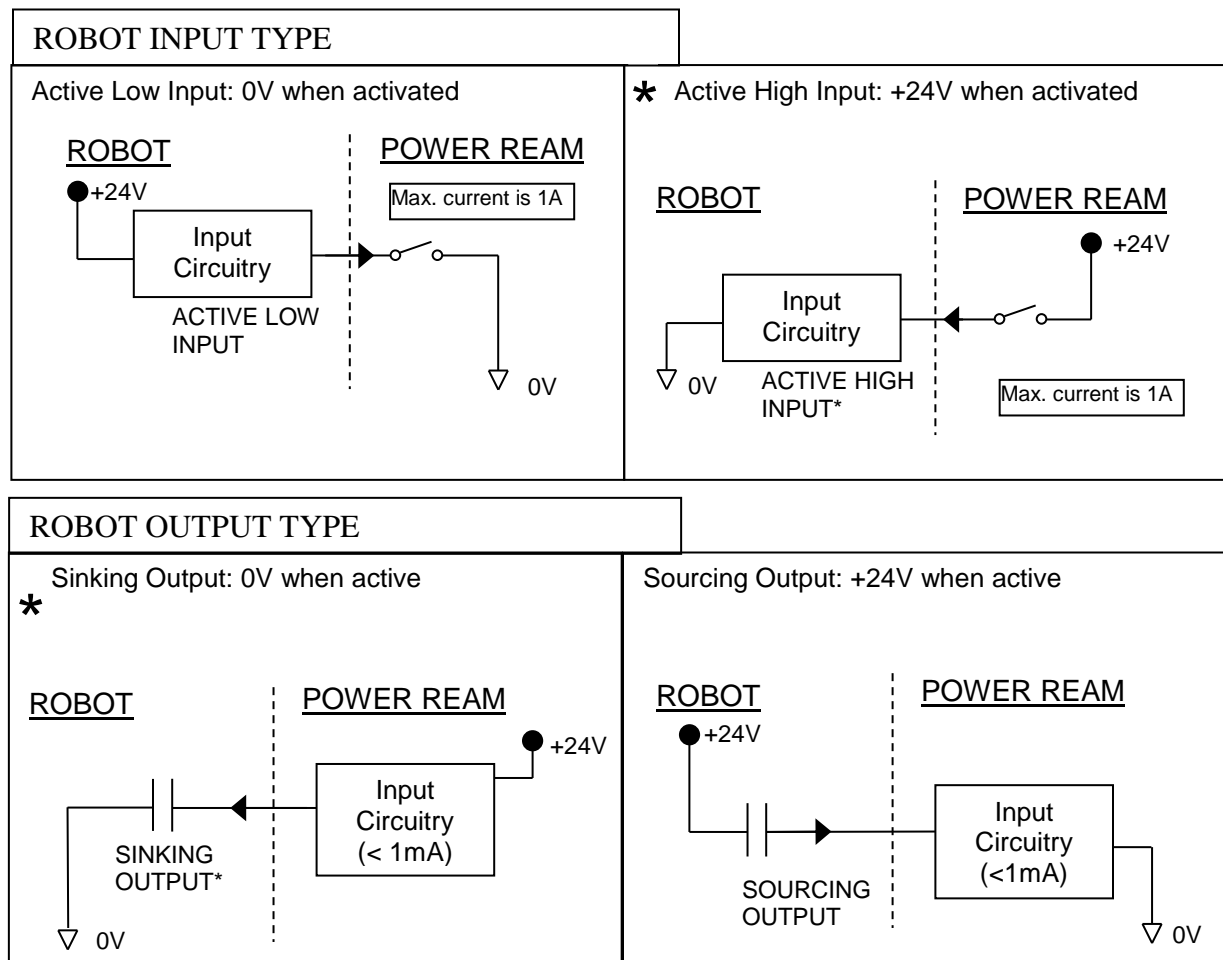 ROBOT INPUT TYPE
Active Low Input: 0V when activated
ROBOT
POWER REAM
+24V
Max. current is 1A
Input
Circuitry
ACTIVE LOW
INPUT
0V
* Active High Input: +24V when activated
ROBOT
POWER REAM
+24V
Input
Circuitry
0V
ACTIVE HIGH
INPUT*
Max. current is 1A
ROBOT OUTPUT TYPE
* Sinking Output: 0V when active
ROBOT
POWER REAM
+24V
Input
Circuitry
(< 1mA)
SINKING
OUTPUT*
0V
Sourcing Output: +24V when active
ROBOT
POWER REAM
+24V
Input
Circuitry
(<1mA)
SOURCING
OUTPUT
0V